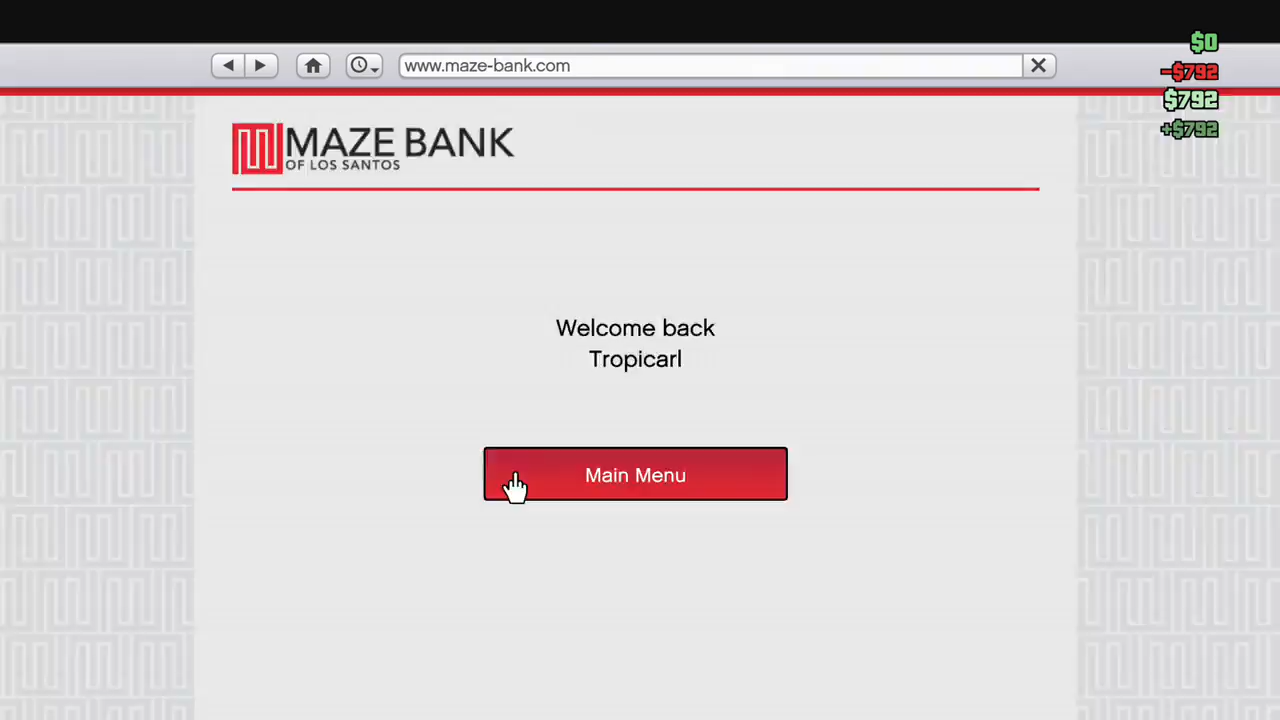 www.maze-bank.com
$0
-$792
$792
+$792
MAZE BANK
OF LOS SANTOS
Welcome back
Tropicarl
Main Menu